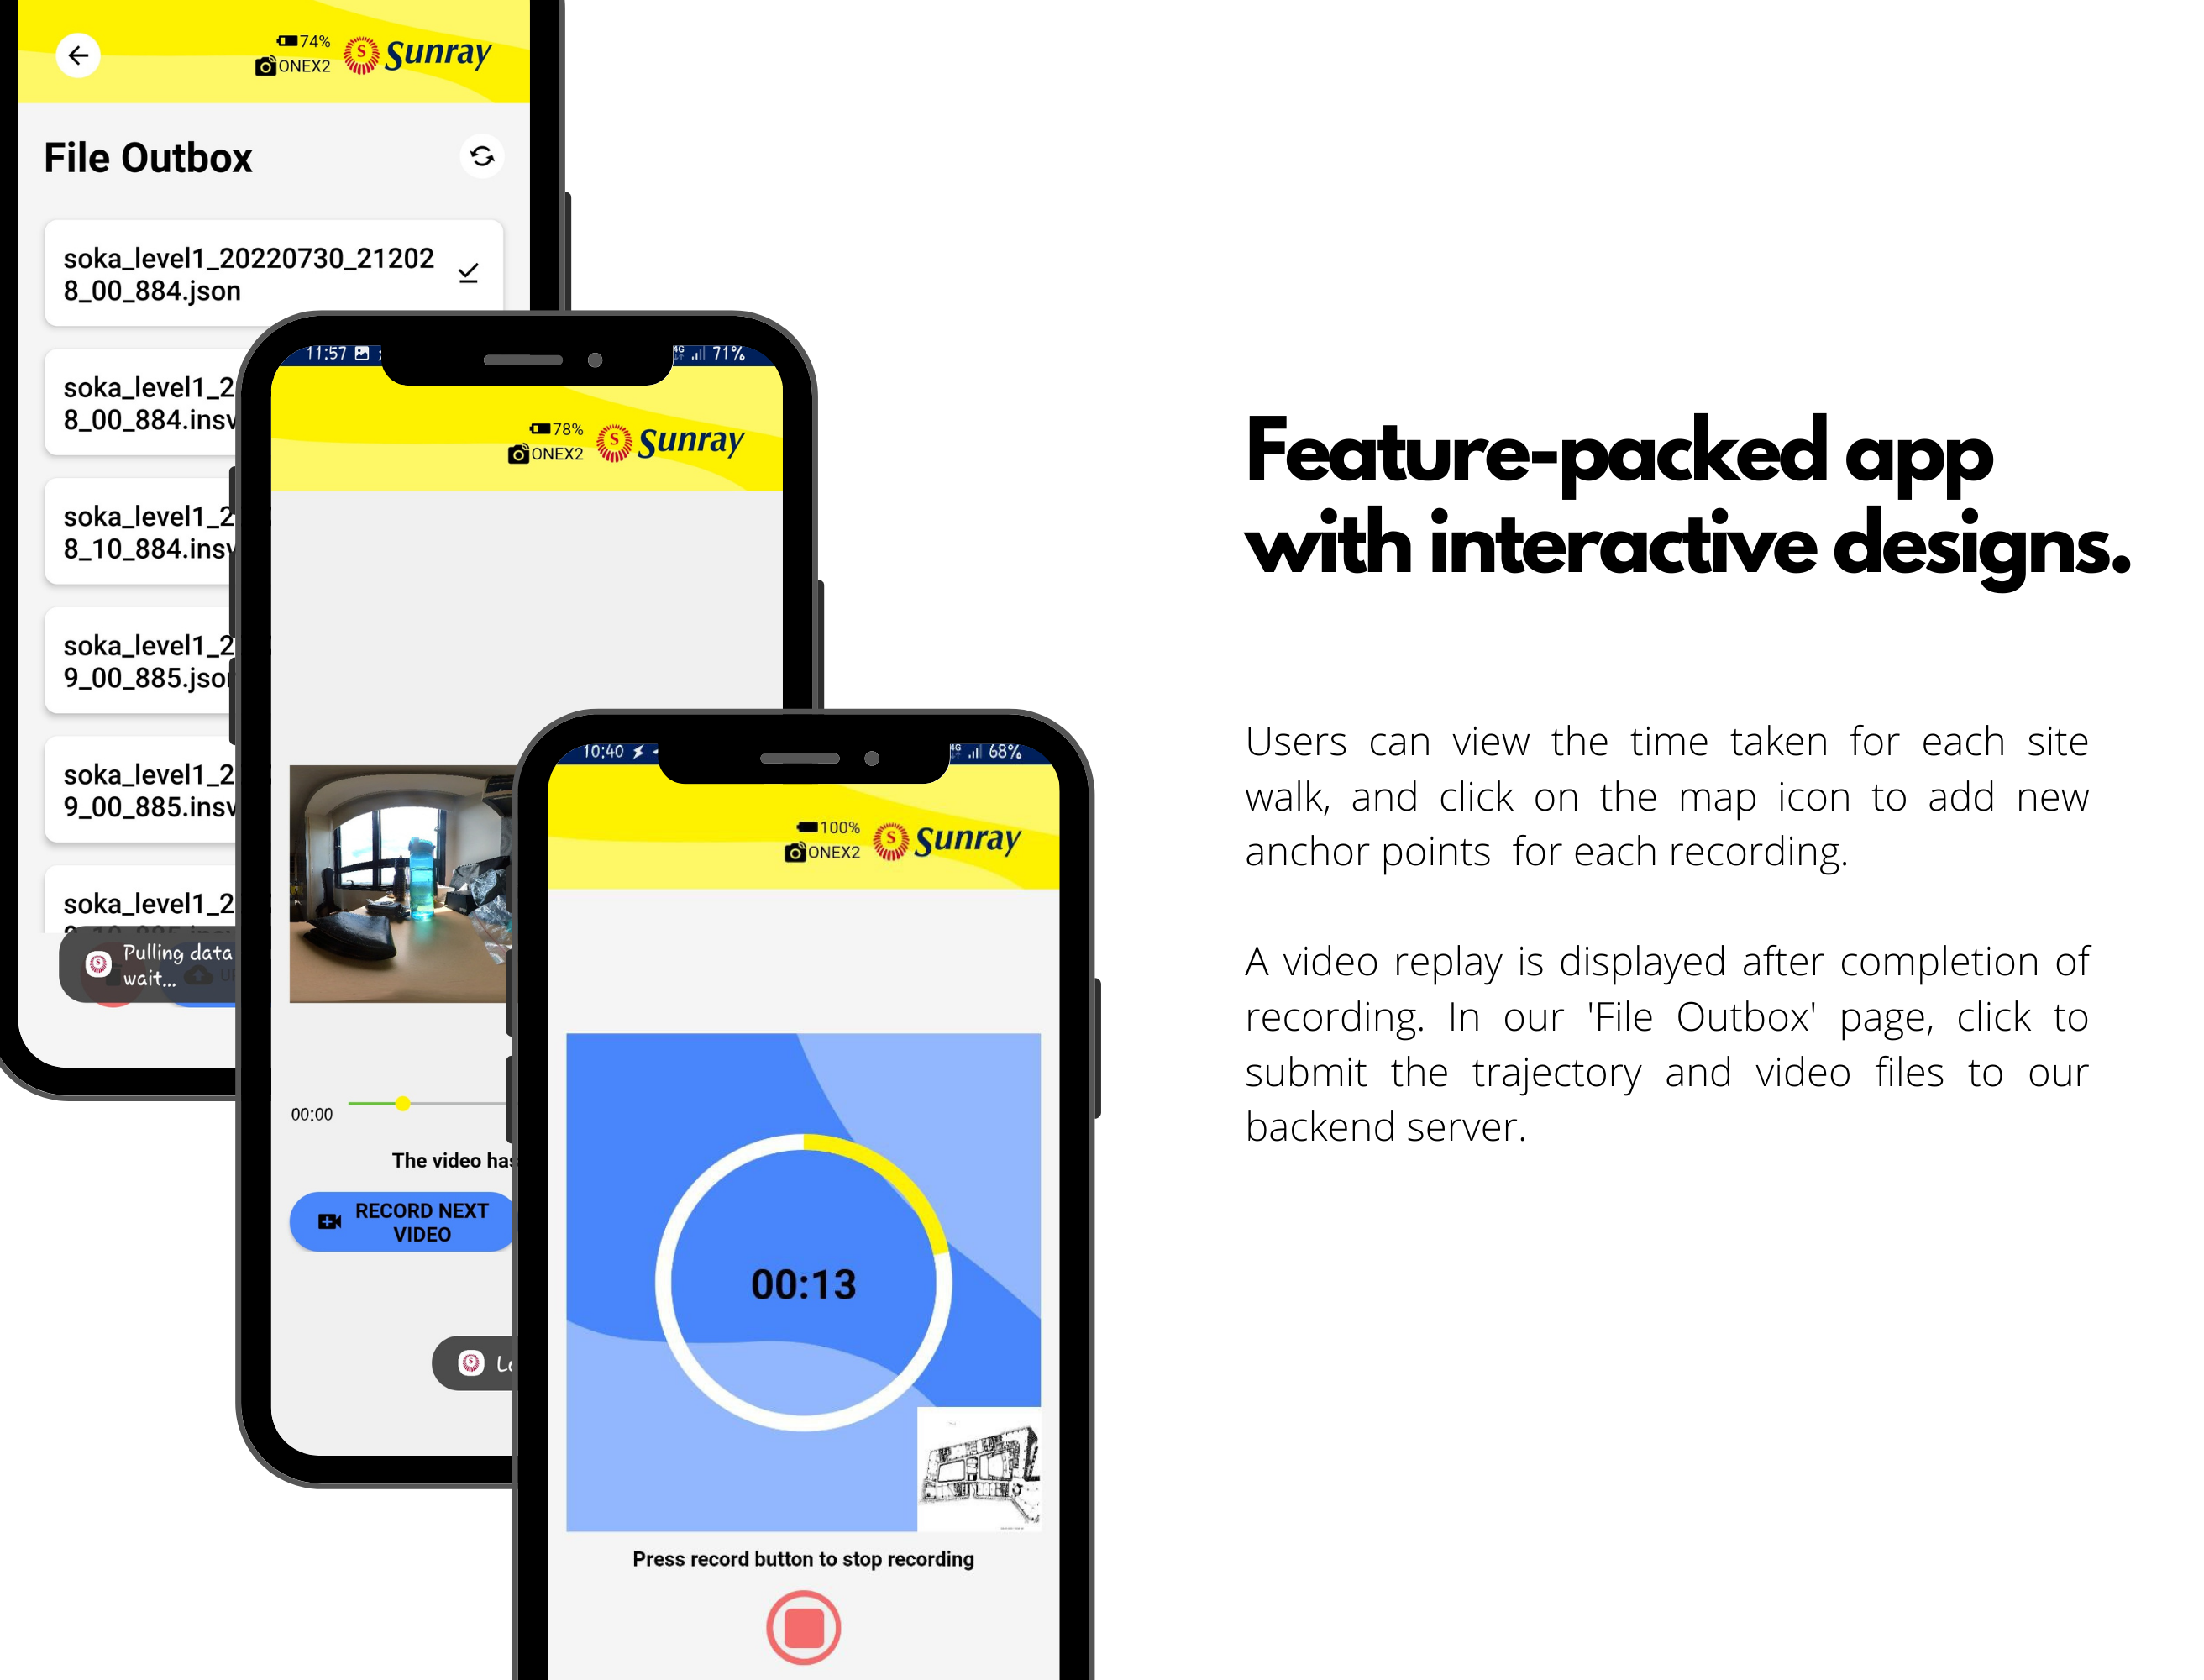 74%
ONEX2
Sunray
File Outbox
soka_level1_20220730_21202
8_00_884.json
soka_level1_2
8_00_884.insv
soka_level1_2
8_10_884.insv
soka_level1_2
9_00_885.json
soka_level1_2
9_00_885.insv
soka_level1_2
Pulling data
wait...
11:57
4G
71%
78%
ONEX2
Sunray
00:00
The video has
RECORD NEXT
VIDEO
10:40
4G
68%
100%
ONEX2
Sunray
00:13
Press record button to stop recording
Feature-packed app
with interactive designs.
Users can view the time taken for each site
walk, and click on the map icon to add new
anchor points for each recording.
A video replay is displayed after completion of
recording. In our 'File Outbox' page, click to
submit the trajectory and video files to our
backend server.